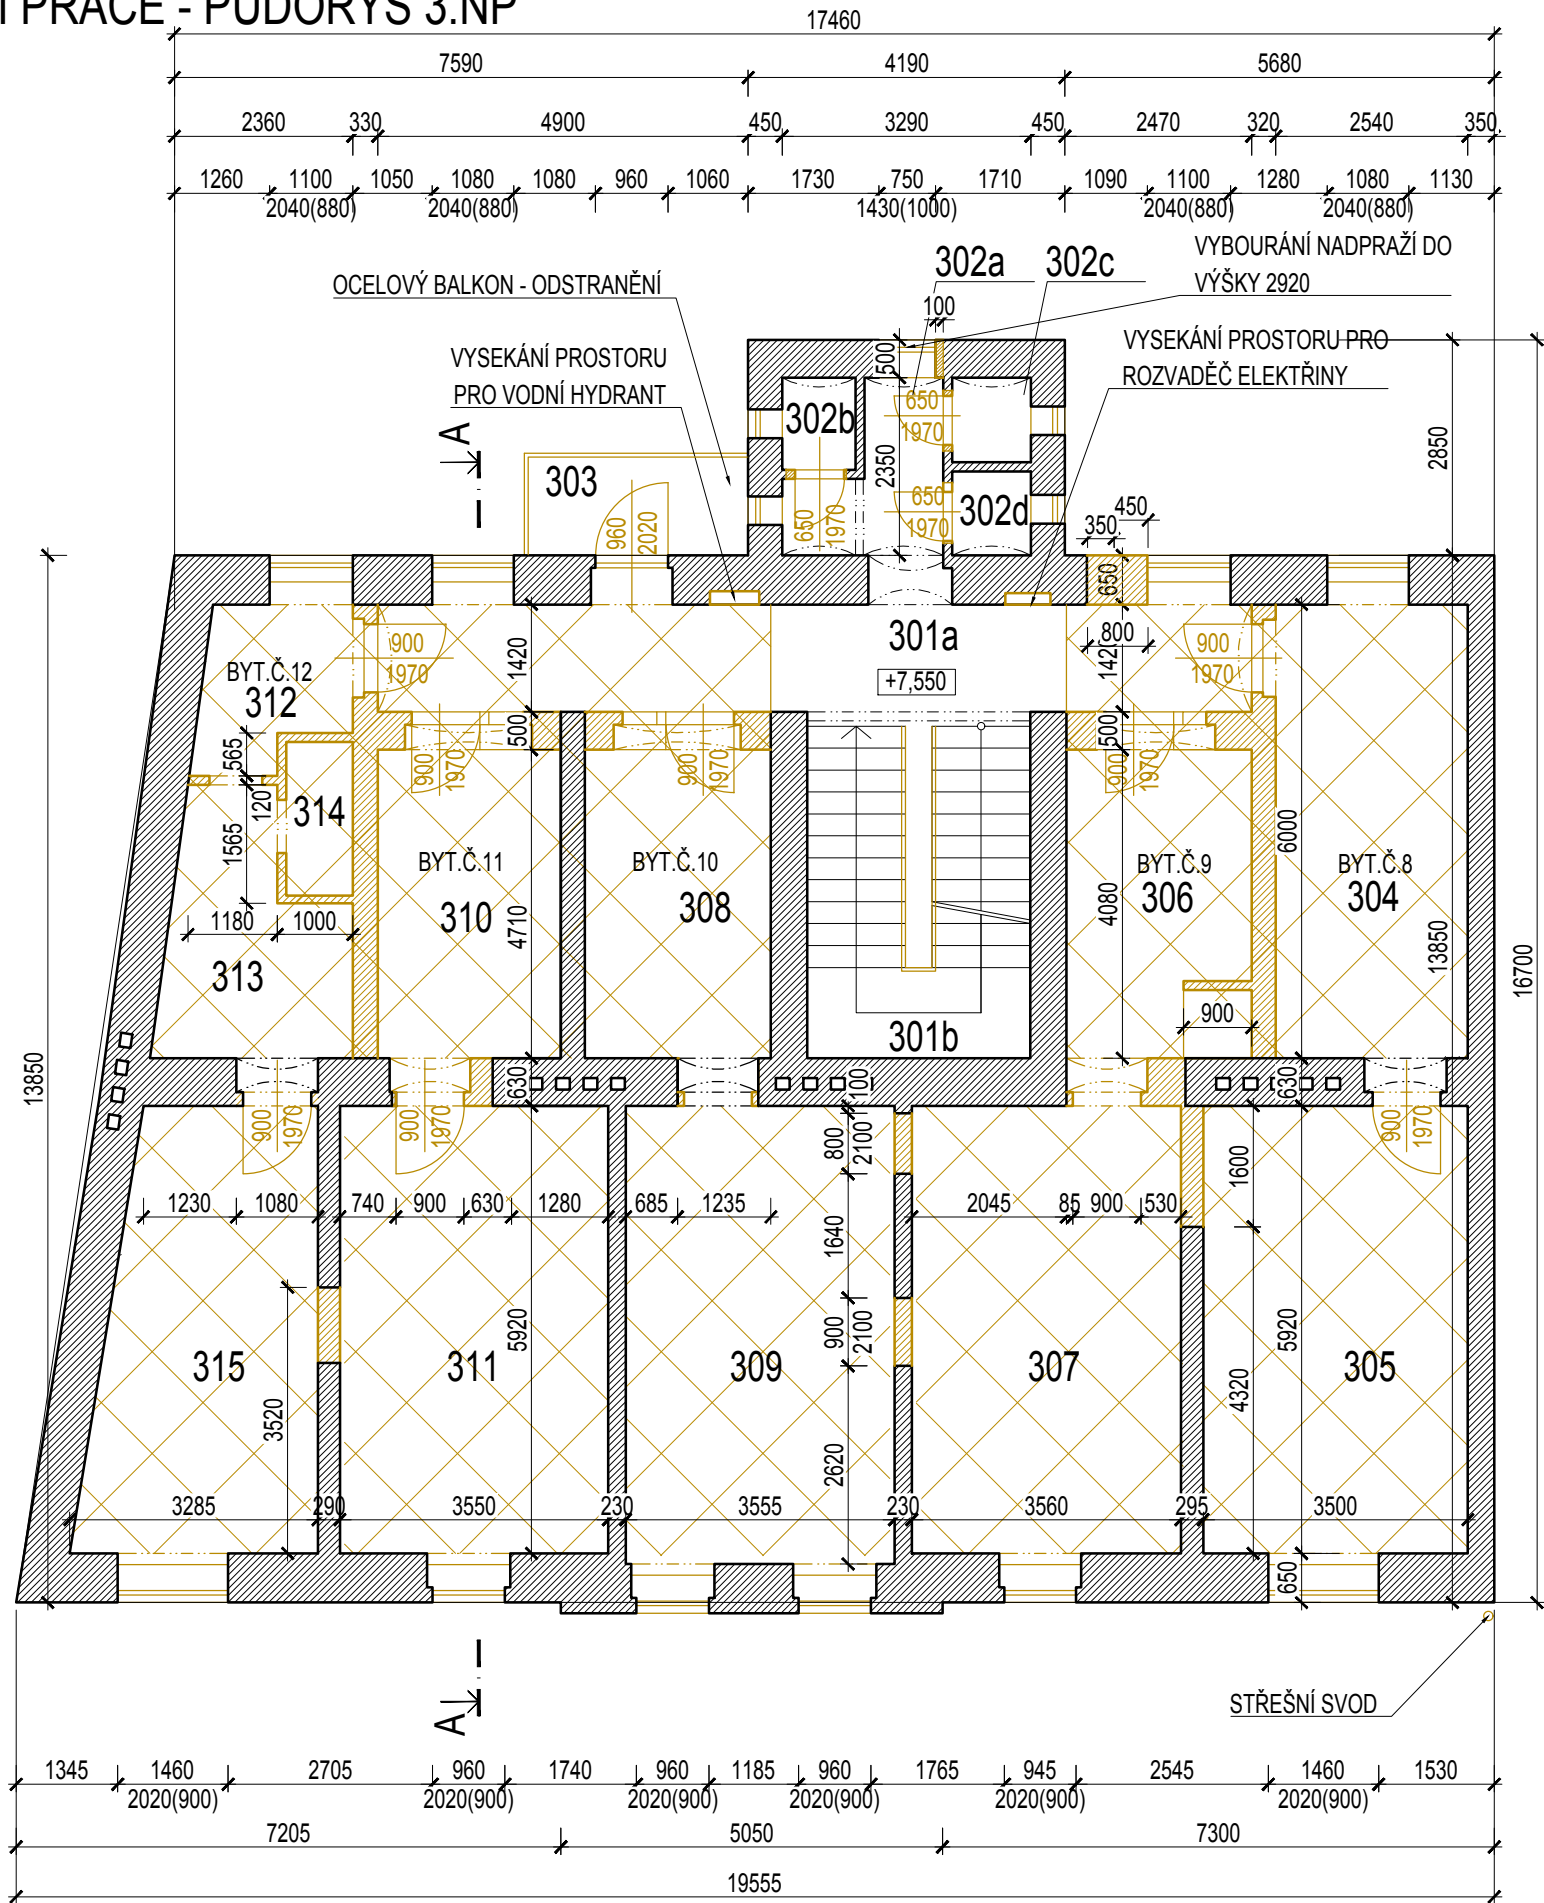 PRÁCE - PŮDORYS 3.NP
17460
7590 4190 5680
2360 330 4900 450 3290 450 2470 320 2540 350
1260 1100 1050 1080 1080 960 1060 1730 750 1710 1090 1100 1280 1080 1130
2040(880) 2040(880) 1430(1000) 2040(880) 2040(880)
VYBOURÁNÍ NADPRAŽÍ DO
VÝŠKY 2920
302a 302c
OCELOVÝ BALKON - ODSTRANĚNÍ
100
VYSEKÁNÍ PROSTORU PRO
ROZVADĚČ ELEKTŘINY
VYSEKÁNÍ PROSTORU
PRO VODNÍ HYDRANT
500
650
1970
302b
A
2850
2350
303
650
1970
302d
960
2020
650
1970
450
350
650
301a
+7,550
800
1420
1420
900
1970
900
1970
BYT.Č.12
312
500
500
900
1970
900
1970
900
1970
565
120
1565
314
BYT.Č.11
310
BYT.Č.10
308
BYT.Č.9
306
BYT.Č.8
304
6000
4080
4710
1180 1000
313
13850
16700
900
301b
13850
630
630
100
900
1970
900
1970
900
1970
800
2100
1600
1230 1080 740 900 630 1280 685 1235 2045 85 900 530
1640
3520
5920
900
2100
5920
4320
315 311 309 307 305
2620
3285 290 3550 230 3555 230 3560 295 3500
650
A
STŘEŠNÍ SVOD
1345 1460 2705 960 1740 960 1185 960 1765 945 2545 1460 1530
2020(900) 2020(900) 2020(900) 2020(900) 2020(900) 2020(900)
7205 5050 7300
19555